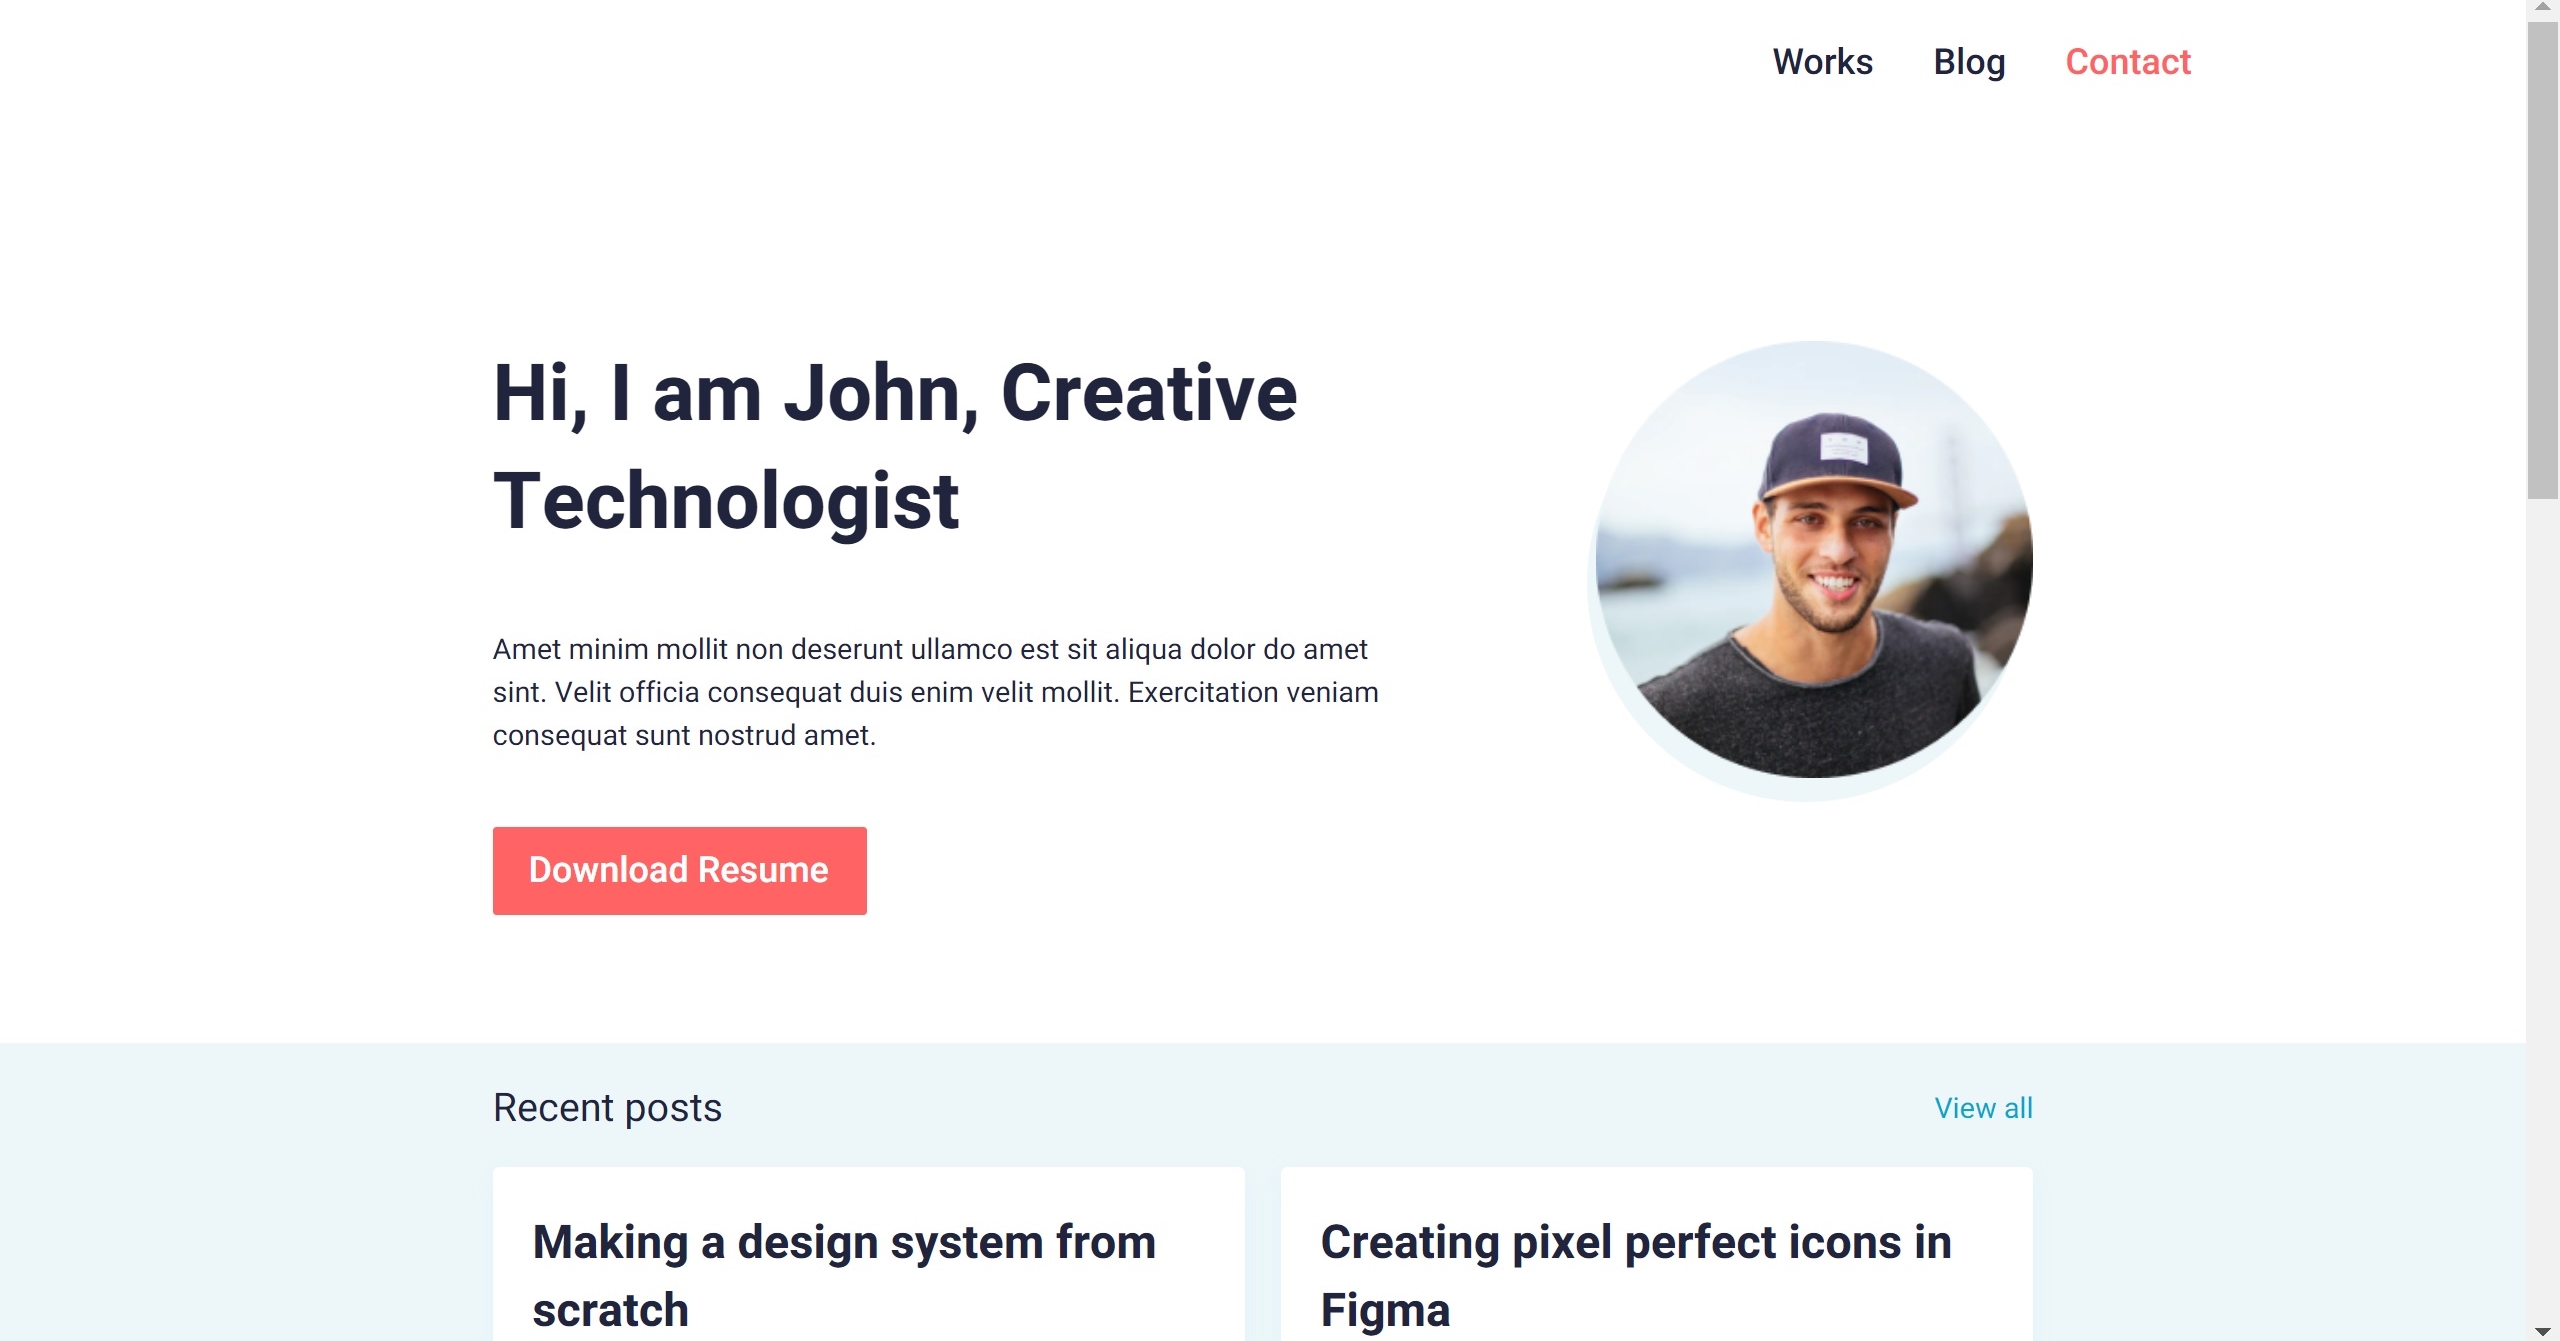 Works Blog Contact
Hi, I am John, Creative
Technologist
Amet minim mollit non deserunt ullamco est sit aliqua dolor do amet
sint. Velit officia consequat duis enim velit mollit. Exercitation veniam
consequat sunt nostrud amet.
Download Resume
Recent posts
View all
Making a design system from
scratch
Creating pixel perfect icons in
Figma